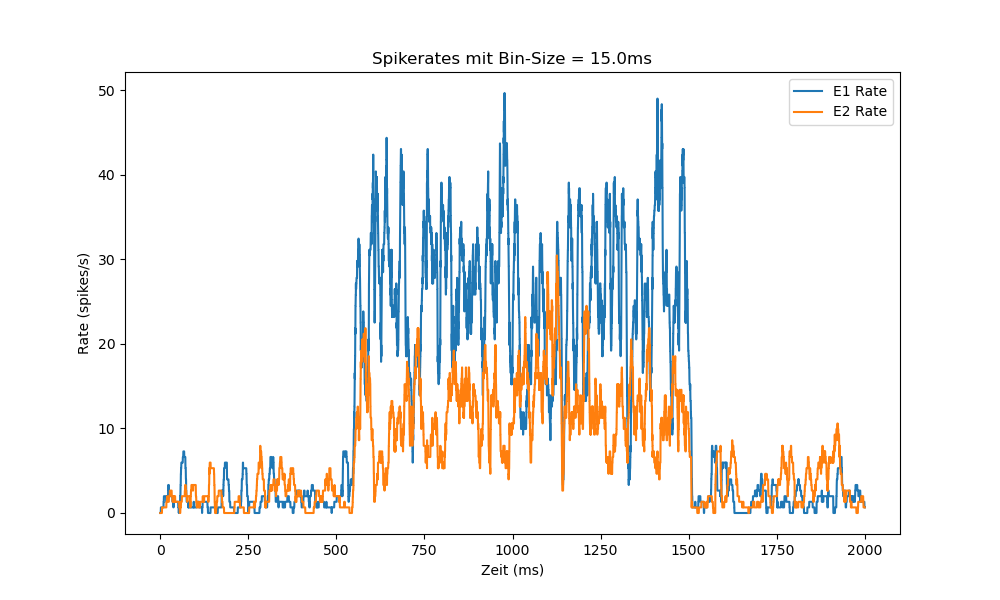 Spikerates mit Bin-Size = 15.0ms
E1 Rate
E2 Rate
50
40
30
20
10
0
Rate (spikes/s)
0 250 500 750 1000 1250 1500 1750 2000
Zeit (ms)